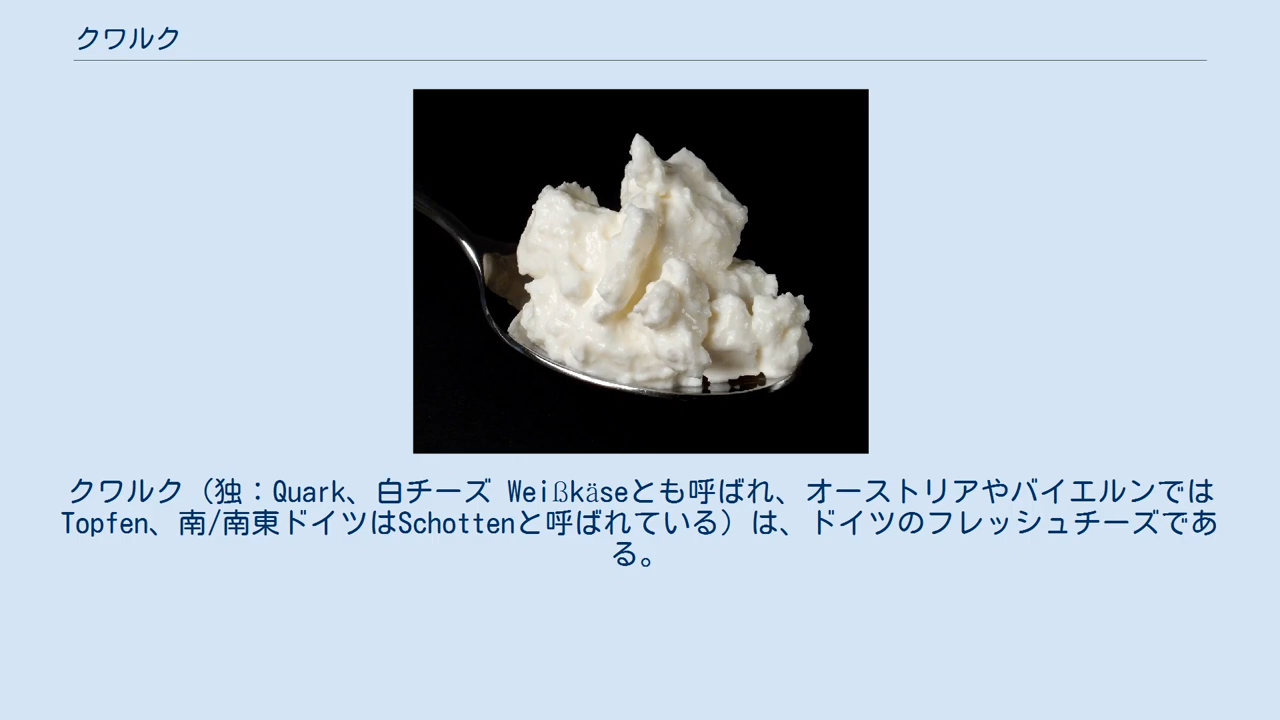 クワルク
クワルク（独：Quark、白チーズ Weißkäseとも呼ばれ、オーストリアやバイエルンでは
Topfen、南/南東ドイツはSchottenと呼ばれている）は、ドイツのフレッシュチーズであ
る。